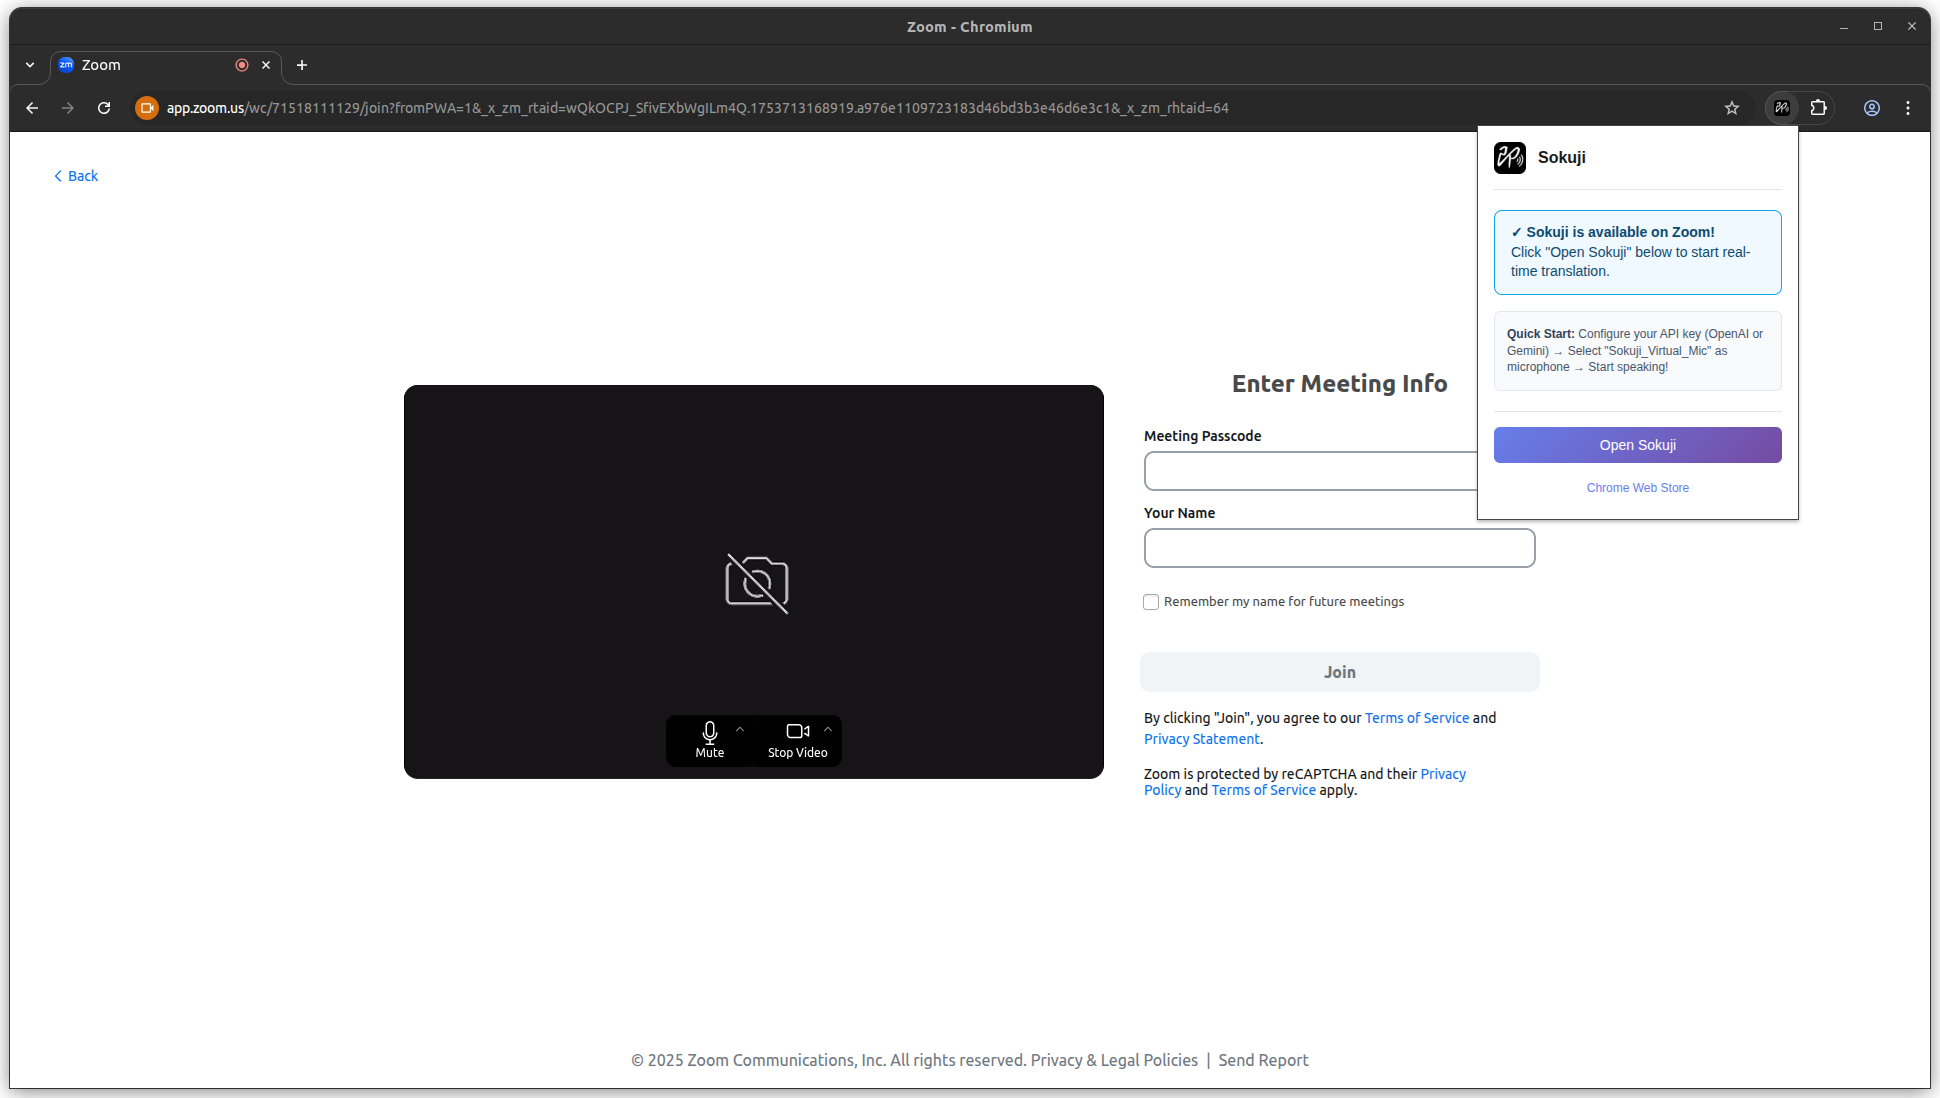 Zoom - Chromium
zm Zoom
app.zoom.us/wc/71518111129/join?fromPWA=1&_x_zm_rtaid=wQkOCPJ_SfivEXbWgILm4Q.1753713168919.a976e1109723183d46bd3b3e46d6e3c1&_x_zm_rhtaid=64
Back
Sokuji
✓ Sokuji is available on Zoom!
Click "Open Sokuji" below to start real-
time translation.
Quick Start: Configure your API key (OpenAI or
Gemini) → Select "Sokuji_Virtual_Mic" as
microphone → Start speaking!
Open Sokuji
Chrome Web Store
Enter Meeting Info
Meeting Passcode
Your Name
Remember my name for future meetings
Join
By clicking "Join", you agree to our Terms of Service and
Privacy Statement.
Zoom is protected by reCAPTCHA and their Privacy
Policy and Terms of Service apply.
Mute
Stop Video
© 2025 Zoom Communications, Inc. All rights reserved. Privacy & Legal Policies | Send Report